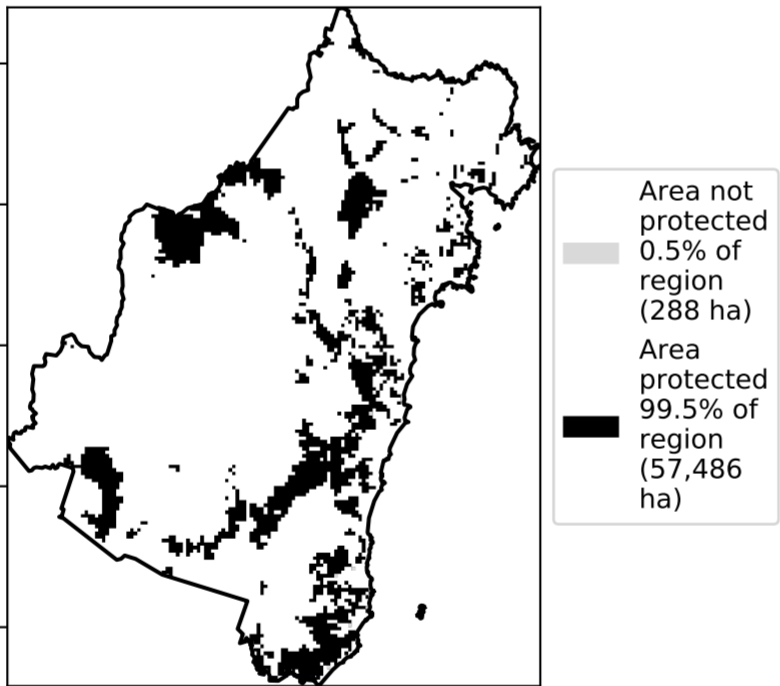 Area not
protected
0.5% of
region
(288 ha)
Area
protected
99.5% of
region
(57,486
ha)